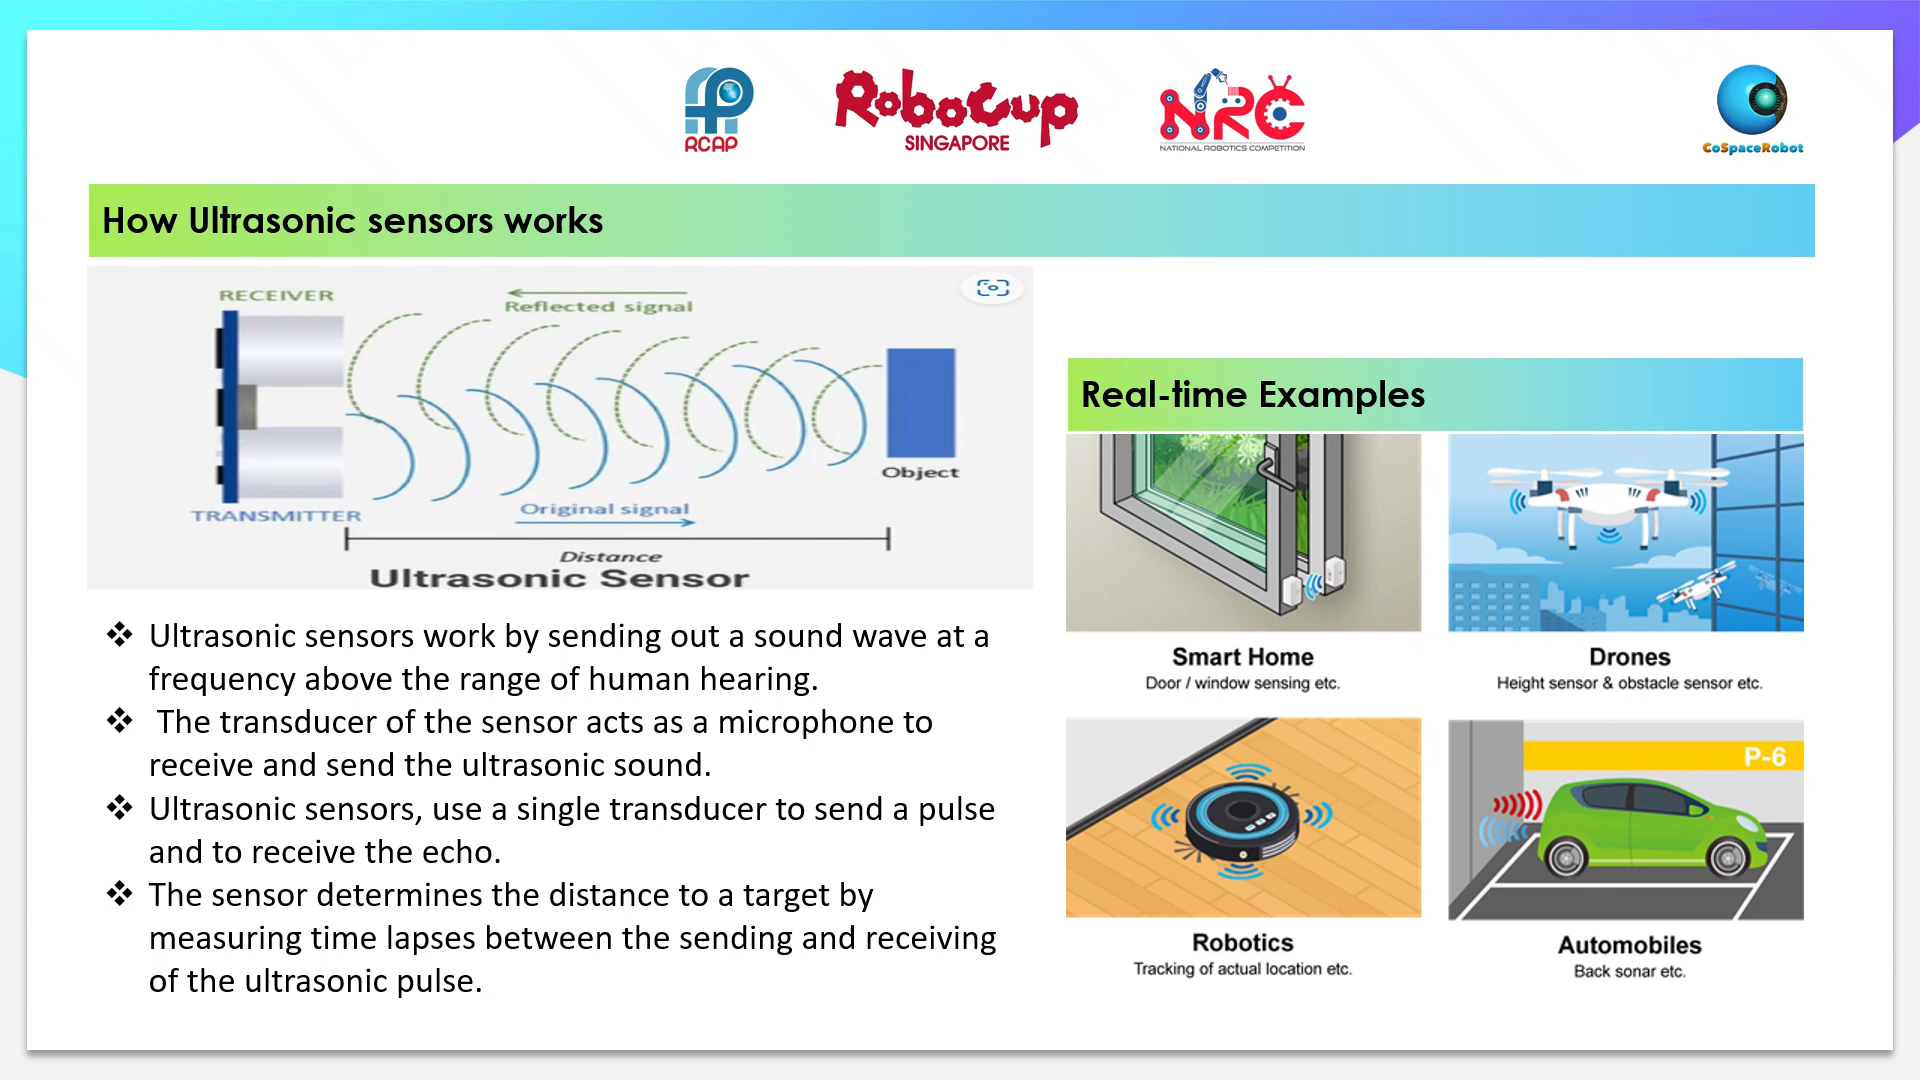 RCAP
RoboCup
SINGAPORE
NRC
NATIONAL ROBOTICS COMPETITION
CoSpaceRobot
How Ultrasonic sensors works
RECEIVER
Reflected signal
Object
TRANSMITTER
Original signal
Distance
Ultrasonic Sensor
❖ Ultrasonic sensors work by sending out a sound wave at a
frequency above the range of human hearing.
❖ The transducer of the sensor acts as a microphone to
receive and send the ultrasonic sound.
❖ Ultrasonic sensors, use a single transducer to send a pulse
and to receive the echo.
❖ The sensor determines the distance to a target by
measuring time lapses between the sending and receiving
of the ultrasonic pulse.
Real-time Examples
Smart Home
Door / window sensing etc.
Drones
Height sensor & obstacle sensor etc.
Robotics
Tracking of actual location etc.
P-6
Automobiles
Back sonar etc.